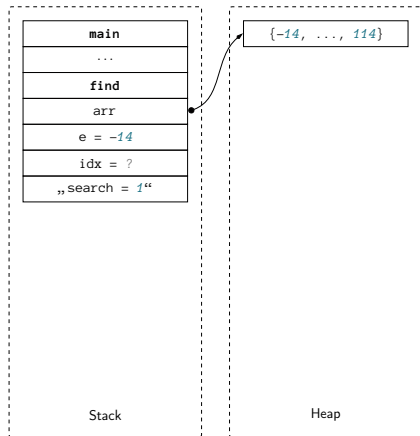 main
...
find
arr
e = -14
idx = ?
„search = 1“
Stack
{-14, ..., 114}
Heap